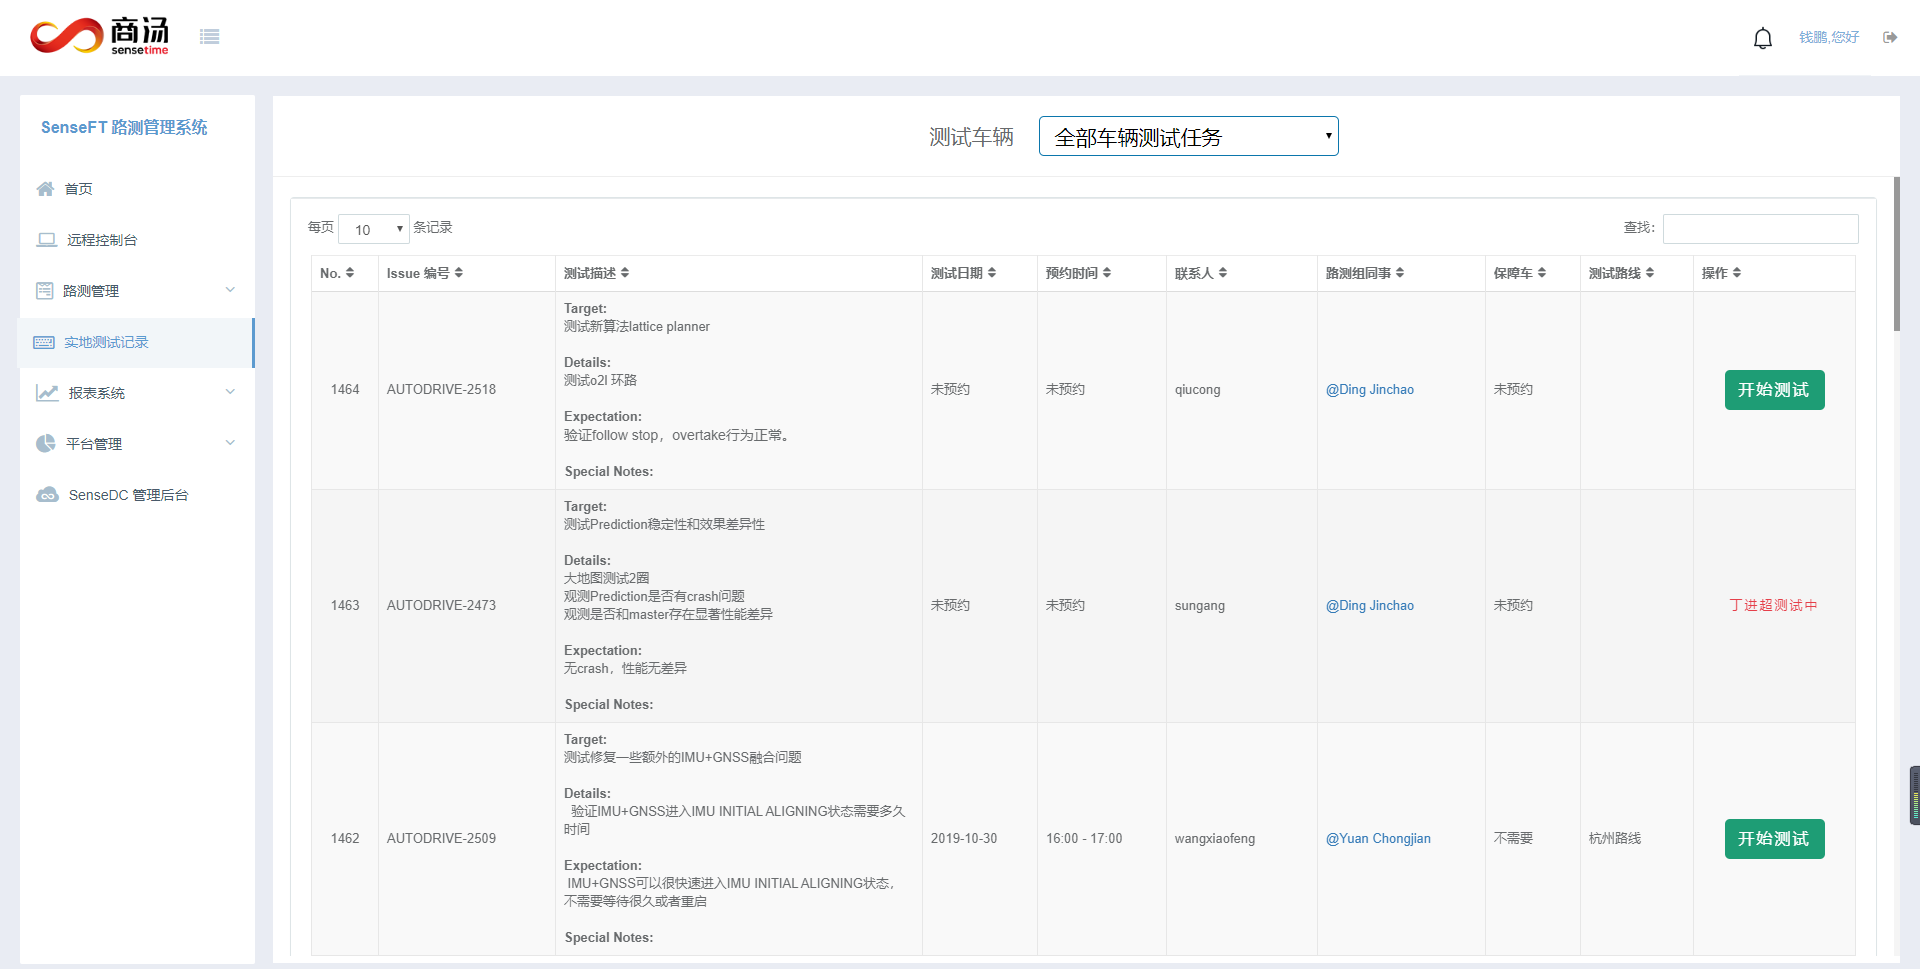 商汤
sensetime
钱鹏,您好
SenseFT 路测管理系统
首页
远程控制台
路测管理
实地测试记录
报表系统
平台管理
SenseDC 管理后台
测试车辆
全部车辆测试任务
每页 10 条记录
查找:
No. Issue 编号 测试描述 测试日期 预约时间 联系人 路测组同事 保障车 测试路线 操作
Target:
测试新算法lattice planner
Details:
测试o2l 环路
Expectation:
验证follow stop，overtake行为正常。
Special Notes:
1464 AUTODRIVE-2518 未预约 未预约 qiucong @Ding Jinchao 未预约 开始测试
Target:
测试Prediction稳定性和效果差异性
Details:
大地图测试2圈
观测Prediction是否有crash问题
观测是否和master存在显著性能差异
Expectation:
无crash，性能无差异
Special Notes:
1463 AUTODRIVE-2473 未预约 未预约 sungang @Ding Jinchao 未预约 丁进超测试中
Target:
测试修复一些额外的IMU+GNSS融合问题
Details:
验证IMU+GNSS进入IMU INITIAL ALIGNING状态需要多久
时间
Expectation:
IMU+GNSS可以很快速进入IMU INITIAL ALIGNING状态，
不需要等待很久或者重启
Special Notes:
1462 AUTODRIVE-2509 2019-10-30 16:00 - 17:00 wangxiaofeng @Yuan Chongjian 不需要 杭州路线 开始测试